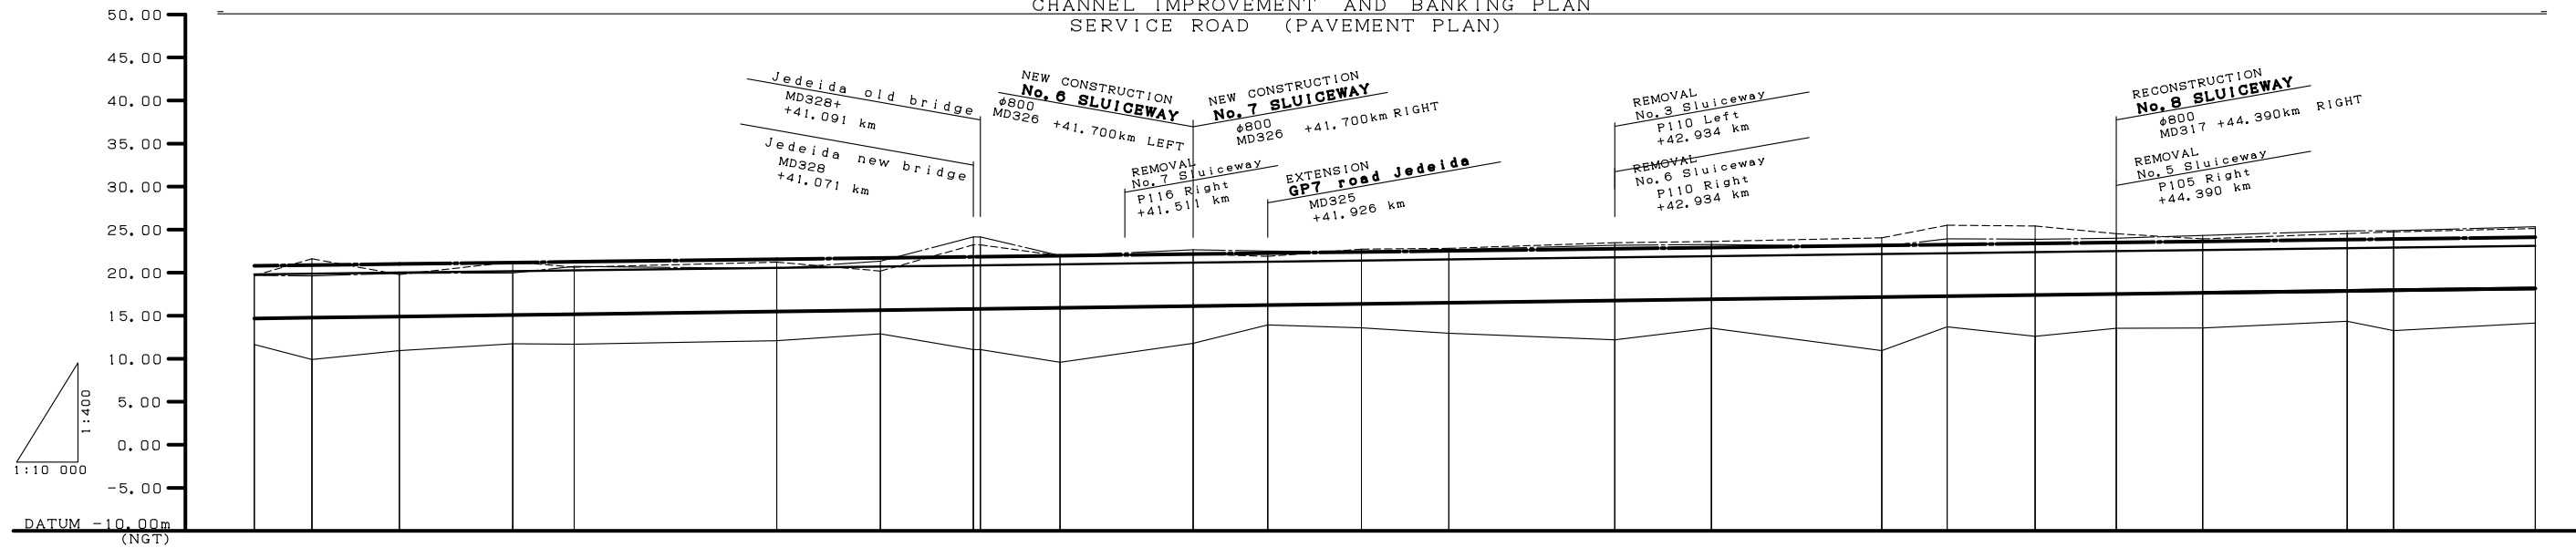 CHANNEL IMPROVEMENT AND BANKING PLAN
SERVICE ROAD (PAVEMENT PLAN)
50.00
45.00
40.00
35.00
30.00
25.00
20.00
15.00
10.00
5.00
0.00
-5.00
DATUM -10.00m
(NGT)
1:400
1:10 000
Jedeida old bridge
MD328+
+41.091 km
Jedeida new bridge
MD328
+41.071 km
NEW CONSTRUCTION
No.6 SLUICEWAY
φ800
MD326 +41.700km LEFT
NEW CONSTRUCTION
No.7 SLUICEWAY
φ800
MD326 +41.700km RIGHT
REMOVAL
No.7 Sluiceway
P116 Right
+41.511 km
EXTENSION
GP7 road Jedeida
MD325
+41.926 km
REMOVAL
No.3 Sluiceway
P110 Left
+42.934 km
REMOVAL
No.6 Sluiceway
P110 Right
+42.934 km
RECONSTRUCTION
No.8 SLUICEWAY
φ800
MD317 +44.390km RIGHT
REMOVAL
No.5 Sluiceway
P105 Right
+44.390 km